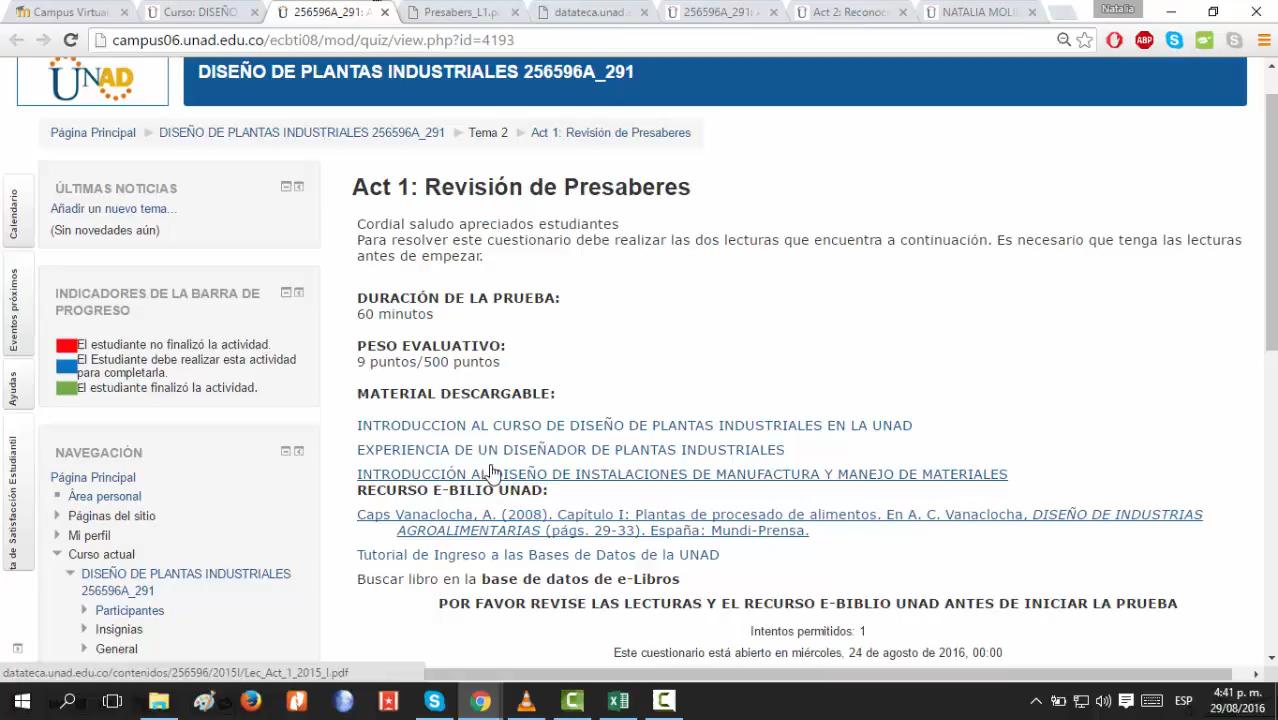 Campus Virtu
Curso: DISEÑO
256596A_291:
Presabers_L1.p
datateca.unad.
256596A_291:
Act 2: Reconoc
NATALIA MOLI
Natalia
campus06.unad.edu.co/ecbti08/mod/quiz/view.php?id=4193
ABP
UNAD
DISEÑO DE PLANTAS INDUSTRIALES 256596A_291
Página Principal
DISEÑO DE PLANTAS INDUSTRIALES 256596A_291
Tema 2
Act 1: Revisión de Presaberes
Calendario
Eventos próximos
Ayudas
ta de Satisfacción Estudiantil
ÚLTIMAS NOTICIAS
Añadir un nuevo tema...
(Sin novedades aún)
INDICADORES DE LA BARRA DE
PROGRESO
El estudiante no finalizó la actividad.
El Estudiante debe realizar esta actividad
para completarla.
El estudiante finalizó la actividad.
NAVEGACIÓN
Página Principal
Área personal
Páginas del sitio
Mi perfil
Curso actual
DISEÑO DE PLANTAS INDUSTRIALES
256596A_291
Participantes
Insignias
General
Act 1: Revisión de Presaberes
Cordial saludo apreciados estudiantes
Para resolver este cuestionario debe realizar las dos lecturas que encuentra a continuación. Es necesario que tenga las lecturas
antes de empezar.
DURACIÓN DE LA PRUEBA:
60 minutos
PESO EVALUATIVO:
9 puntos/500 puntos
MATERIAL DESCARGABLE:
INTRODUCCION AL CURSO DE DISEÑO DE PLANTAS INDUSTRIALES EN LA UNAD
EXPERIENCIA DE UN DISEÑADOR DE PLANTAS INDUSTRIALES
INTRODUCCIÓN AL DISEÑO DE INSTALACIONES DE MANUFACTURA Y MANEJO DE MATERIALES
RECURSO E-BILIO UNAD:
Caps Vanaclocha, A. (2008). Capítulo I: Plantas de procesado de alimentos. En A. C. Vanaclocha, DISEÑO DE INDUSTRIAS
AGROALIMENTARIAS (págs. 29-33). España: Mundi-Prensa.
Tutorial de Ingreso a las Bases de Datos de la UNAD
Buscar libro en la base de datos de e-Libros
POR FAVOR REVISE LAS LECTURAS Y EL RECURSO E-BIBLIO UNAD ANTES DE INICIAR LA PRUEBA
Intentos permitidos: 1
Este cuestionario está abierto en miércoles, 24 de agosto de 2016, 00:00
datateca.unad.edu.co/contenidos/256596/2015I/Lec_Act_1_2015_I.pdf
ESP
4:41 p. m.
29/08/2016